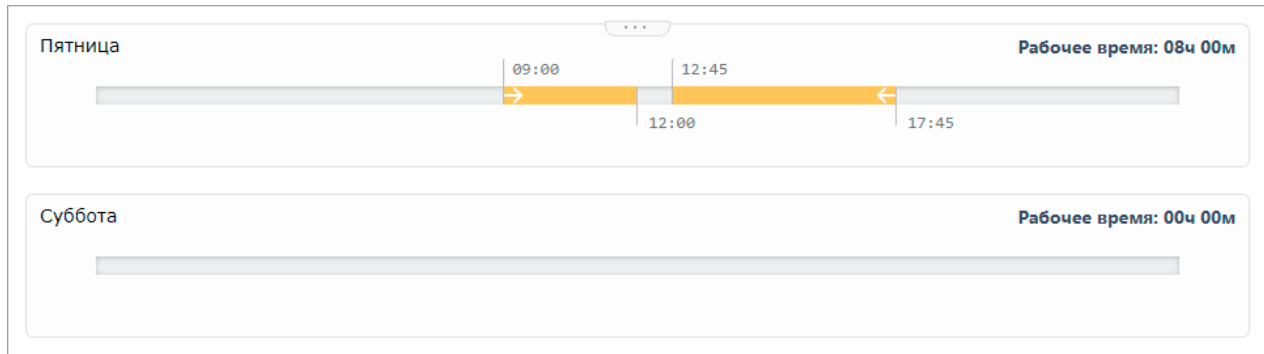 Пятница
Рабочее время: 08ч 00м
09:00 12:45
12:00 17:45
Суббота
Рабочее время: 00ч 00м